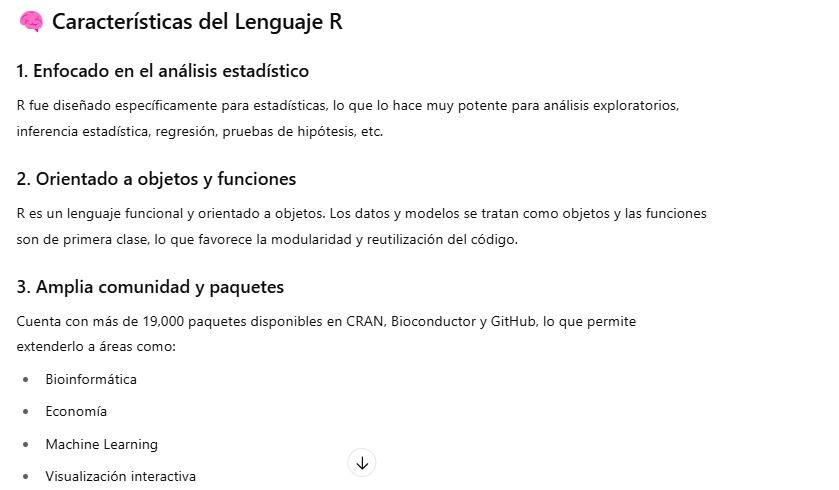 Características del Lenguaje R
1. Enfocado en el análisis estadístico
R fue diseñado específicamente para estadísticas, lo que lo hace muy potente para análisis exploratorios,
inferencia estadística, regresión, pruebas de hipótesis, etc.
2. Orientado a objetos y funciones
R es un lenguaje funcional y orientado a objetos. Los datos y modelos se tratan como objetos y las funciones
son de primera clase, lo que favorece la modularidad y reutilización del código.
3. Amplia comunidad y paquetes
Cuenta con más de 19,000 paquetes disponibles en CRAN, Bioconductor y GitHub, lo que permite
extenderlo a áreas como:
• Bioinformática
• Economía
• Machine Learning
• Visualización interactiva